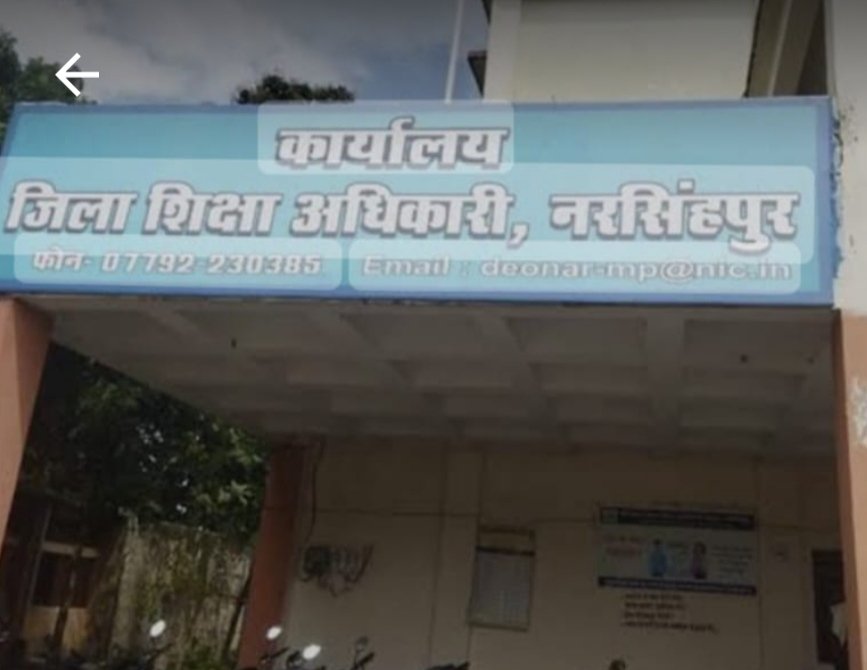 कार्यालय
जिला शिक्षा अधिकारी, नरसिंहपुर
फोन- 07792-230385 Email : deonar-mp@nic.in